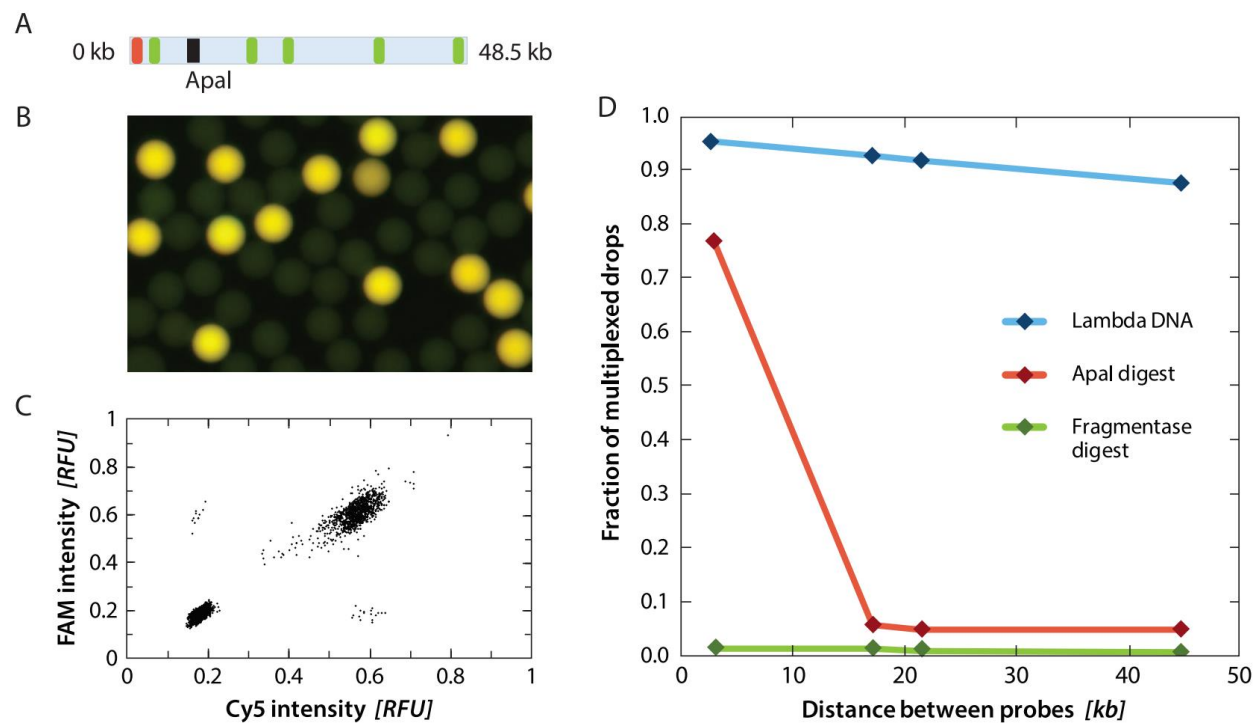 A
0 kb
48.5 kb
ApaI
B
C
FAM intensity [RFU]
1
0.8
0.6
0.4
0.2
0
0
0.2
0.4
0.6
0.8
1
Cy5 intensity [RFU]
D
Fraction of multiplexed drops
1.0
0.9
0.8
0.7
0.6
0.5
0.4
0.3
0.2
0.1
0.0
Lambda DNA
ApaI digest
Fragmentase
digest
0
10
20
30
40
50
Distance between probes [kb]